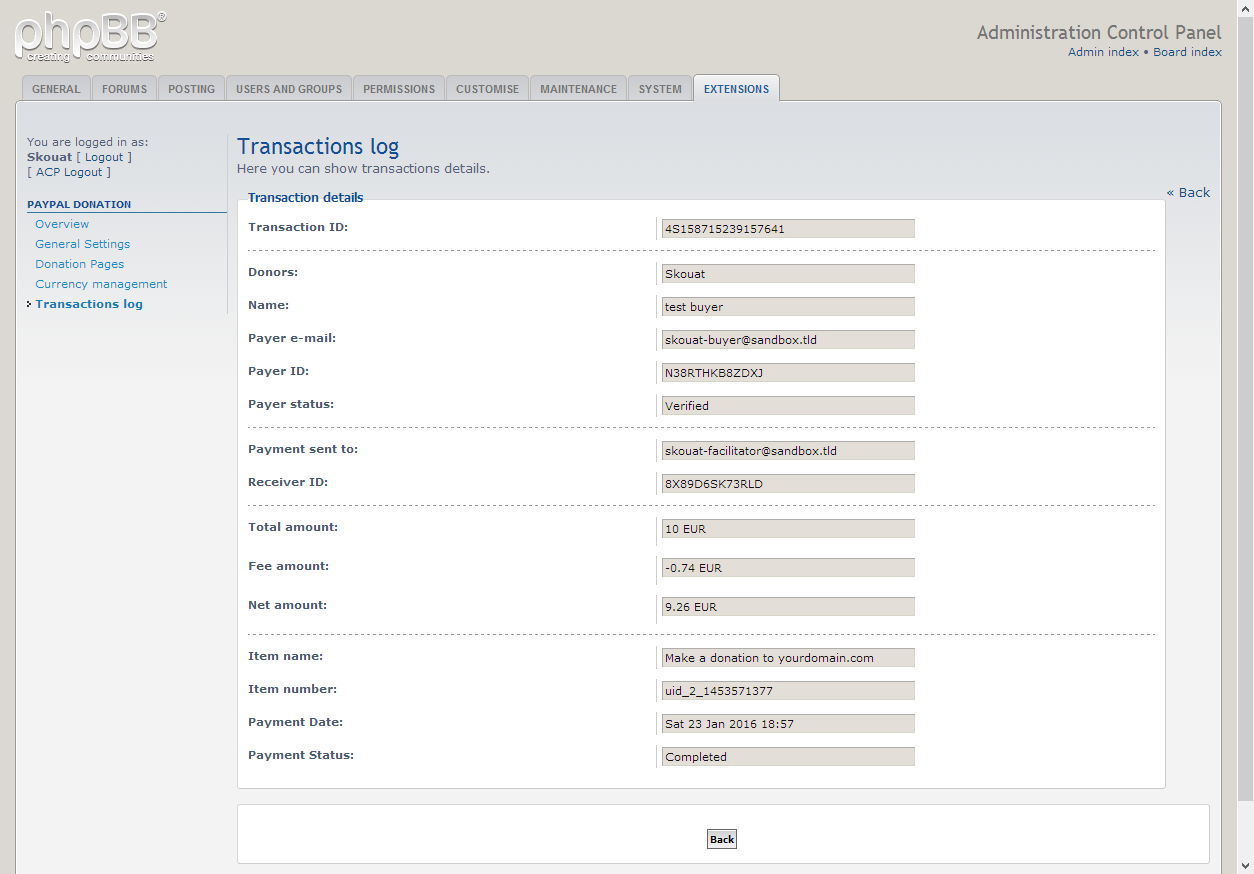 phpBB®
creating communities
Administration Control Panel
Admin index • Board index
GENERAL FORUMS POSTING USERS AND GROUPS PERMISSIONS CUSTOMISE MAINTENANCE SYSTEM EXTENSIONS
You are logged in as:
Skouat [ Logout ]
[ ACP Logout ]
PAYPAL DONATION
Overview
General Settings
Donation Pages
Currency management
Transactions log
Transactions log
Here you can show transactions details.
« Back
Transaction details
Transaction ID: 4S158715239157641
Donors: Skouat
Name: test buyer
Payer e-mail: skouat-buyer@sandbox.tld
Payer ID: N38RTHKB8ZDXJ
Payer status: Verified
Payment sent to: skouat-facilitator@sandbox.tld
Receiver ID: 8X89D6SK73RLD
Total amount: 10 EUR
Fee amount: -0.74 EUR
Net amount: 9.26 EUR
Item name: Make a donation to yourdomain.com
Item number: uid_2_1453571377
Payment Date: Sat 23 Jan 2016 18:57
Payment Status: Completed
Back